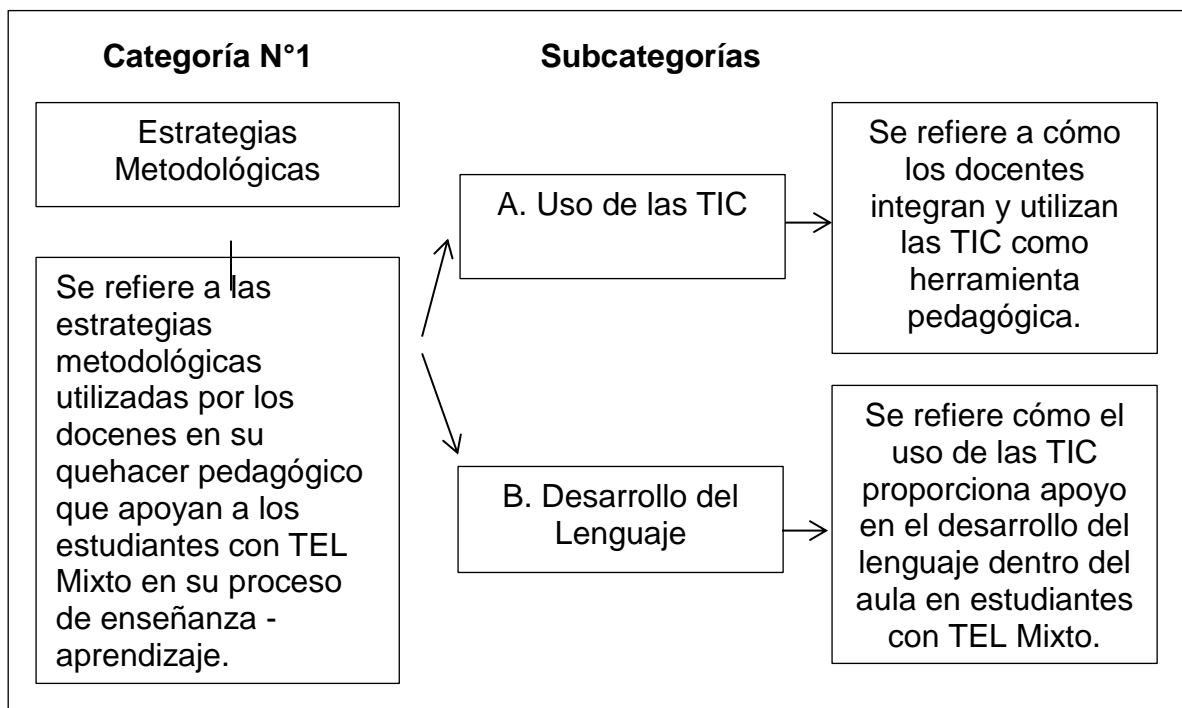 Categoría N°1
Subcategorías
Estrategias
Metodológicas
Se refiere a las
estrategias
metodológicas
utilizadas por los
docenes en su
quehacer pedagógico
que apoyan a los
estudiantes con TEL
Mixto en su proceso
de enseñanza -
aprendizaje.
A. Uso de las TIC
Se refiere a cómo
los docentes
integran y utilizan
las TIC como
herramienta
pedagógica.
B. Desarrollo del
Lenguaje
Se refiere cómo el
uso de las TIC
proporciona apoyo
en el desarrollo del
lenguaje dentro del
aula en estudiantes
con TEL Mixto.